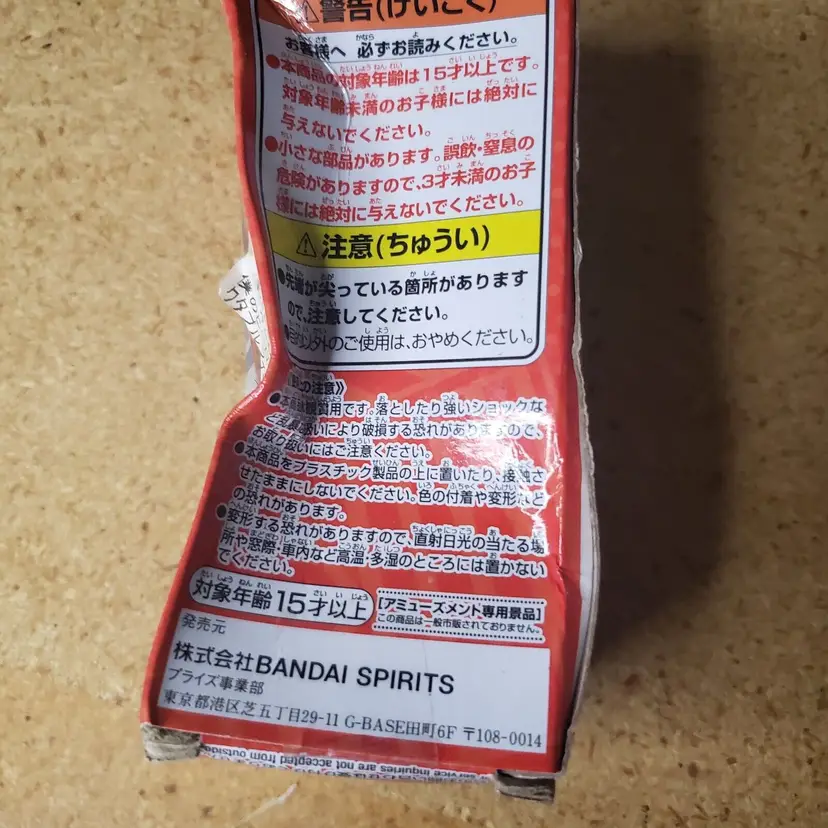 ⚠警告(けいこく)
お客様へ 必ずお読みください。
●本商品の対象年齢は15才以上です。
対象年齢未満のお子様には絶対に
与えないでください。
●小さな部品があります。誤飲・窒息の
危険がありますので、3才未満のお子
様には絶対に与えないでください。
⚠注意(ちゅうい)
●先端が尖っている箇所があります
ので、注意してください。
以外のご使用は、おやめください。
の注意》
用です。落としたり強いショックな
扱いにより破損する恐れがありますので、
お取り扱いにはご注意ください。
●本商品をプラスチック製品の上に置いたり、接触さ
せたままにしないでください。色の付着や変形など
の恐れがあります。
●変形する恐れがありますので、直射日光の当たる場
所や窓際・車内など高温・多湿のところには置かない
でください。
対象年齢15才以上
[アミューズメント専用景品]
この商品は一般市販されておりません。
発売元
株式会社BANDAI SPIRITS
プライズ事業部
東京都港区芝五丁目29-11 G-BASE田町6F 〒108-0014
service inquiries are not accepted from outside